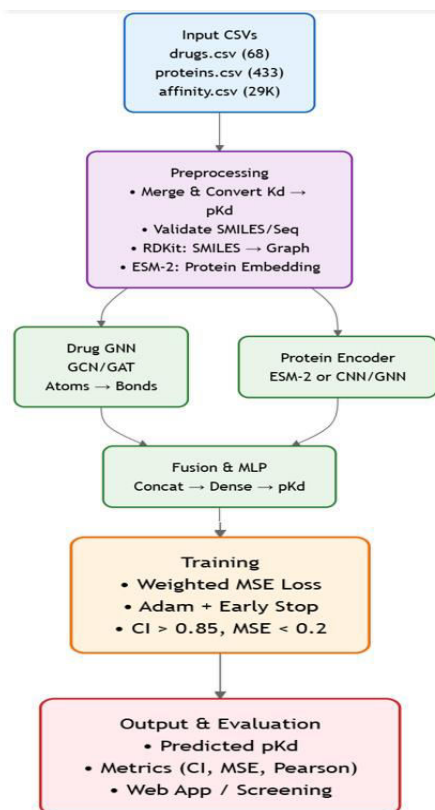 Input CSVs
drugs.csv (68)
proteins.csv (433)
affinity.csv (29K)
Preprocessing
• Merge & Convert Kd →
pKd
• Validate SMILES/Seq
• RDKit: SMILES → Graph
• ESM-2: Protein Embedding
Drug GNN
GCN/GAT
Atoms → Bonds
Protein Encoder
ESM-2 or CNN/GNN
Fusion & MLP
Concat → Dense → pKd
Training
• Weighted MSE Loss
• Adam + Early Stop
• CI > 0.85, MSE < 0.2
Output & Evaluation
• Predicted pKd
• Metrics (CI, MSE, Pearson)
• Web App / Screening